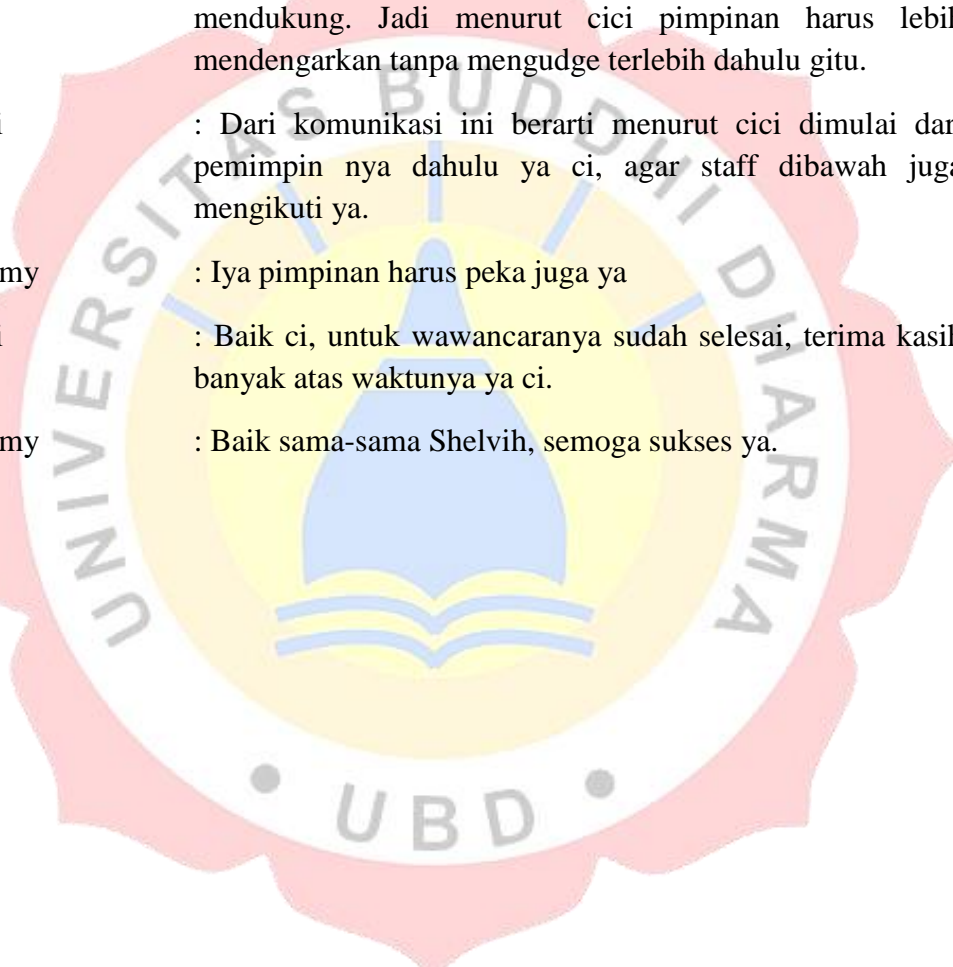 mendukung. Jadi menurut cici pimpinan harus lebih
mendengarkan tanpa mengudge terlebih dahulu gitu.
i : Dari komunikasi ini berarti menurut cici dimulai dari
pemimpin nya dahulu ya ci, agar staff dibawah juga
mengikuti ya.
my : Iya pimpinan harus peka juga ya
i : Baik ci, untuk wawancaranya sudah selesai, terima kasih
banyak atas waktunya ya ci.
my : Baik sama-sama Shelvih, semoga sukses ya.
UNIVERSITAS BUDDHI DHARMA
• UBD •